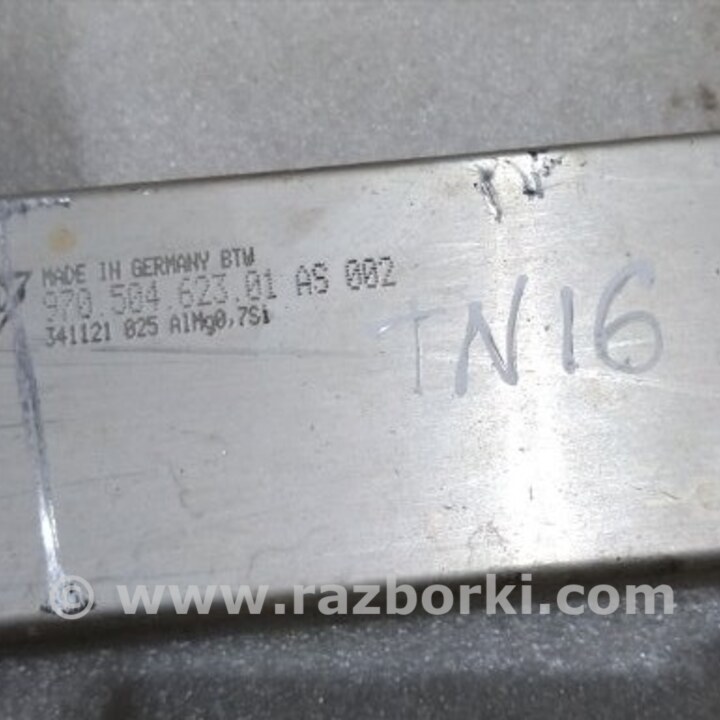 MADE IN GERMANY BTW
970.504.623.01 AS 002
341121 025 AlMg0,7Si
TN16
© www.razborki.com